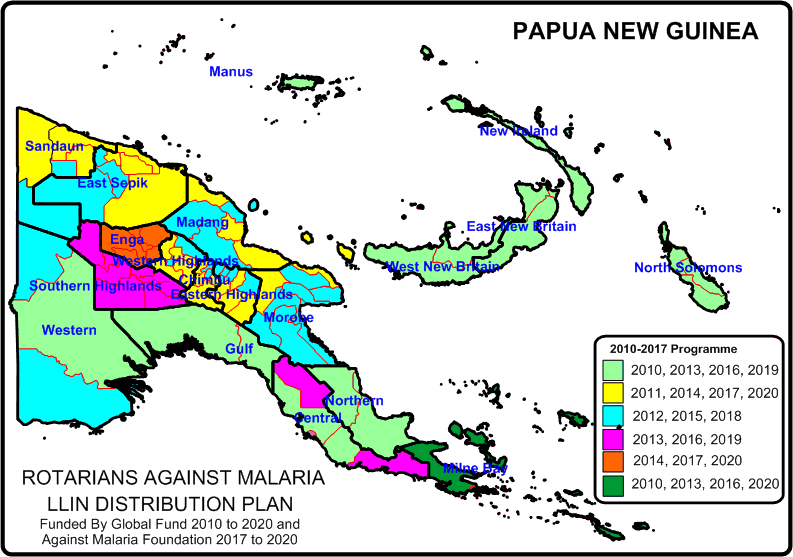 PAPUA NEW GUINEA
Manus
New Ireland
Sandaun
East Sepik
Madang
East New Britain
Enga
Western Highlands
West New Britain
North Solomons
Chimbu
Southern Highlands
Eastern Highlands
Morobe
Western
Gulf
Northern
Central
Milne Bay
2010-2017 Programme
2010, 2013, 2016, 2019
2011, 2014, 2017, 2020
2012, 2015, 2018
2013, 2016, 2019
2014, 2017, 2020
2010, 2013, 2016, 2020
ROTARIANS AGAINST MALARIA
LLIN DISTRIBUTION PLAN
Funded By Global Fund 2010 to 2020 and
Against Malaria Foundation 2017 to 2020